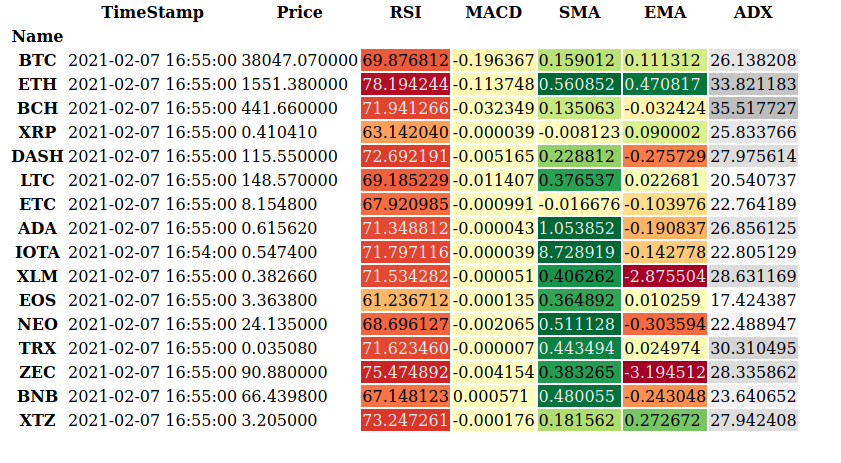 TimeStamp Price RSI MACD SMA EMA ADX
Name
BTC 2021-02-07 16:55:00 38047.070000 69.876812 -0.196367 0.159012 0.111312 26.138208
ETH 2021-02-07 16:55:00 1551.380000 78.194244 -0.113748 0.560852 0.470817 33.821183
BCH 2021-02-07 16:55:00 441.660000 71.941266 -0.032349 0.135063 -0.032424 35.517727
XRP 2021-02-07 16:55:00 0.410410 63.142040 -0.000039 -0.008123 0.090002 25.833766
DASH 2021-02-07 16:55:00 115.550000 72.692191 -0.005165 0.228812 -0.275729 27.975614
LTC 2021-02-07 16:55:00 148.570000 69.185229 -0.011407 0.376537 0.022681 20.540737
ETC 2021-02-07 16:55:00 8.154800 67.920985 -0.000991 -0.016676 -0.103976 22.764189
ADA 2021-02-07 16:55:00 0.615620 71.348812 -0.000043 1.053852 -0.190837 26.856125
IOTA 2021-02-07 16:54:00 0.547400 71.797116 -0.000039 8.728919 -0.142778 22.805129
XLM 2021-02-07 16:55:00 0.382660 71.534282 -0.000051 0.406262 -2.875504 28.631169
EOS 2021-02-07 16:55:00 3.363800 61.236712 -0.000135 0.364892 0.010259 17.424387
NEO 2021-02-07 16:55:00 24.135000 68.696127 -0.002065 0.511128 -0.303594 22.488947
TRX 2021-02-07 16:55:00 0.035080 71.623460 -0.000007 0.443494 0.024974 30.310495
ZEC 2021-02-07 16:55:00 90.880000 75.474892 -0.004154 0.383265 -3.194512 28.335862
BNB 2021-02-07 16:55:00 66.439800 67.148123 0.000571 0.480055 -0.243048 23.640652
XTZ 2021-02-07 16:55:00 3.205000 73.247261 -0.000176 0.181562 0.272672 27.942408